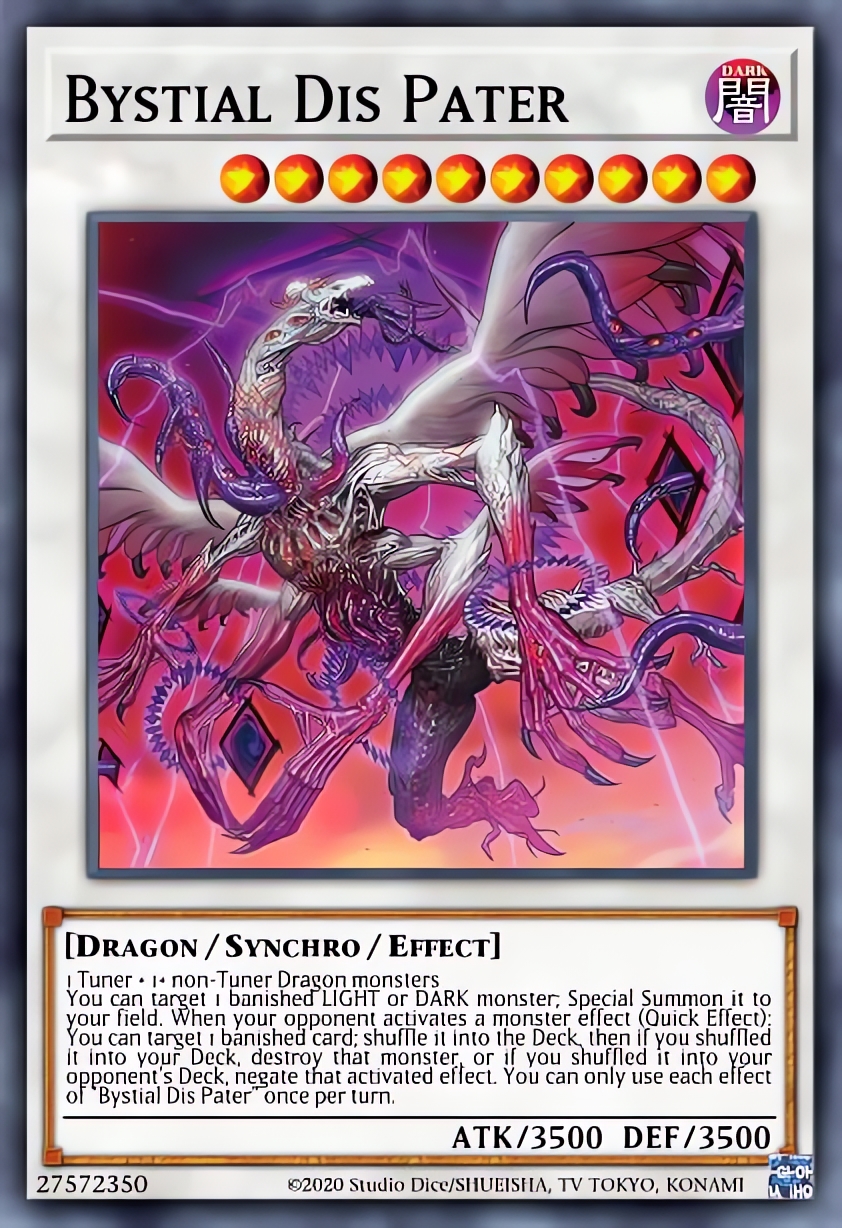 BYSTIAL DIS PATER
DARK
闇
[DRAGON / SYNCHRO / EFFECT]
1 Tuner + 1+ non-Tuner Dragon monsters
You can target 1 banished LIGHT or DARK monster; Special Summon it to
your field. When your opponent activates a monster effect (Quick Effect):
You can target 1 banished card; shuffle it into the Deck, then if you shuffled
it into your Deck, destroy that monster, or if you shuffled it into your
opponent's Deck, negate that activated effect. You can only use each effect
of "Bystial Dis Pater" once per turn.
ATK/3500 DEF/3500
27572350 ©2020 Studio Dice/SHUEISHA, TV TOKYO, KONAMI